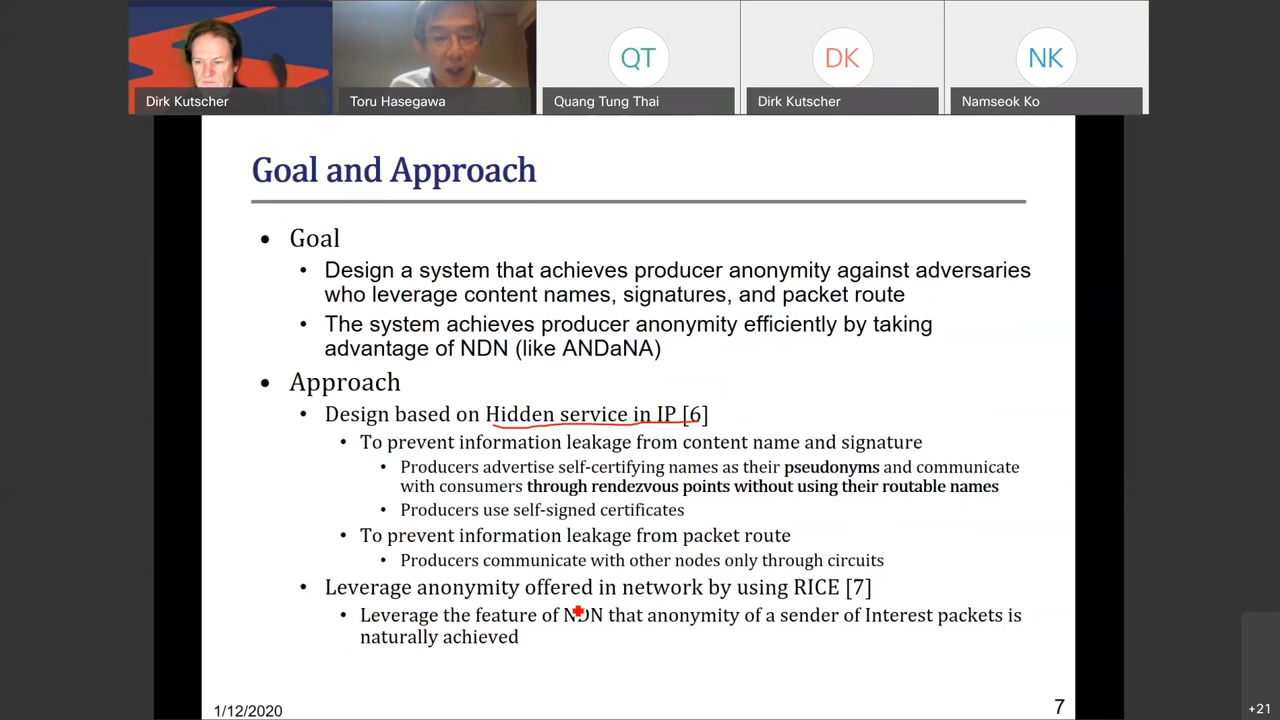 QT
DK
NK
Dirk Kutscher
Toru Hasegawa
Quang Tung Thai
Dirk Kutscher
Namseok Ko
Goal and Approach
• Goal
• Design a system that achieves producer anonymity against adversaries
who leverage content names, signatures, and packet route
• The system achieves producer anonymity efficiently by taking
advantage of NDN (like ANDaNA)
• Approach
• Design based on Hidden service in IP [6]
• To prevent information leakage from content name and signature
• Producers advertise self-certifying names as their pseudonyms and communicate
with consumers through rendezvous points without using their routable names
• Producers use self-signed certificates
• To prevent information leakage from packet route
• Producers communicate with other nodes only through circuits
• Leverage anonymity offered in network by using RICE [7]
• Leverage the feature of NDN that anonymity of a sender of Interest packets is
naturally achieved
1/12/2020
7
+21